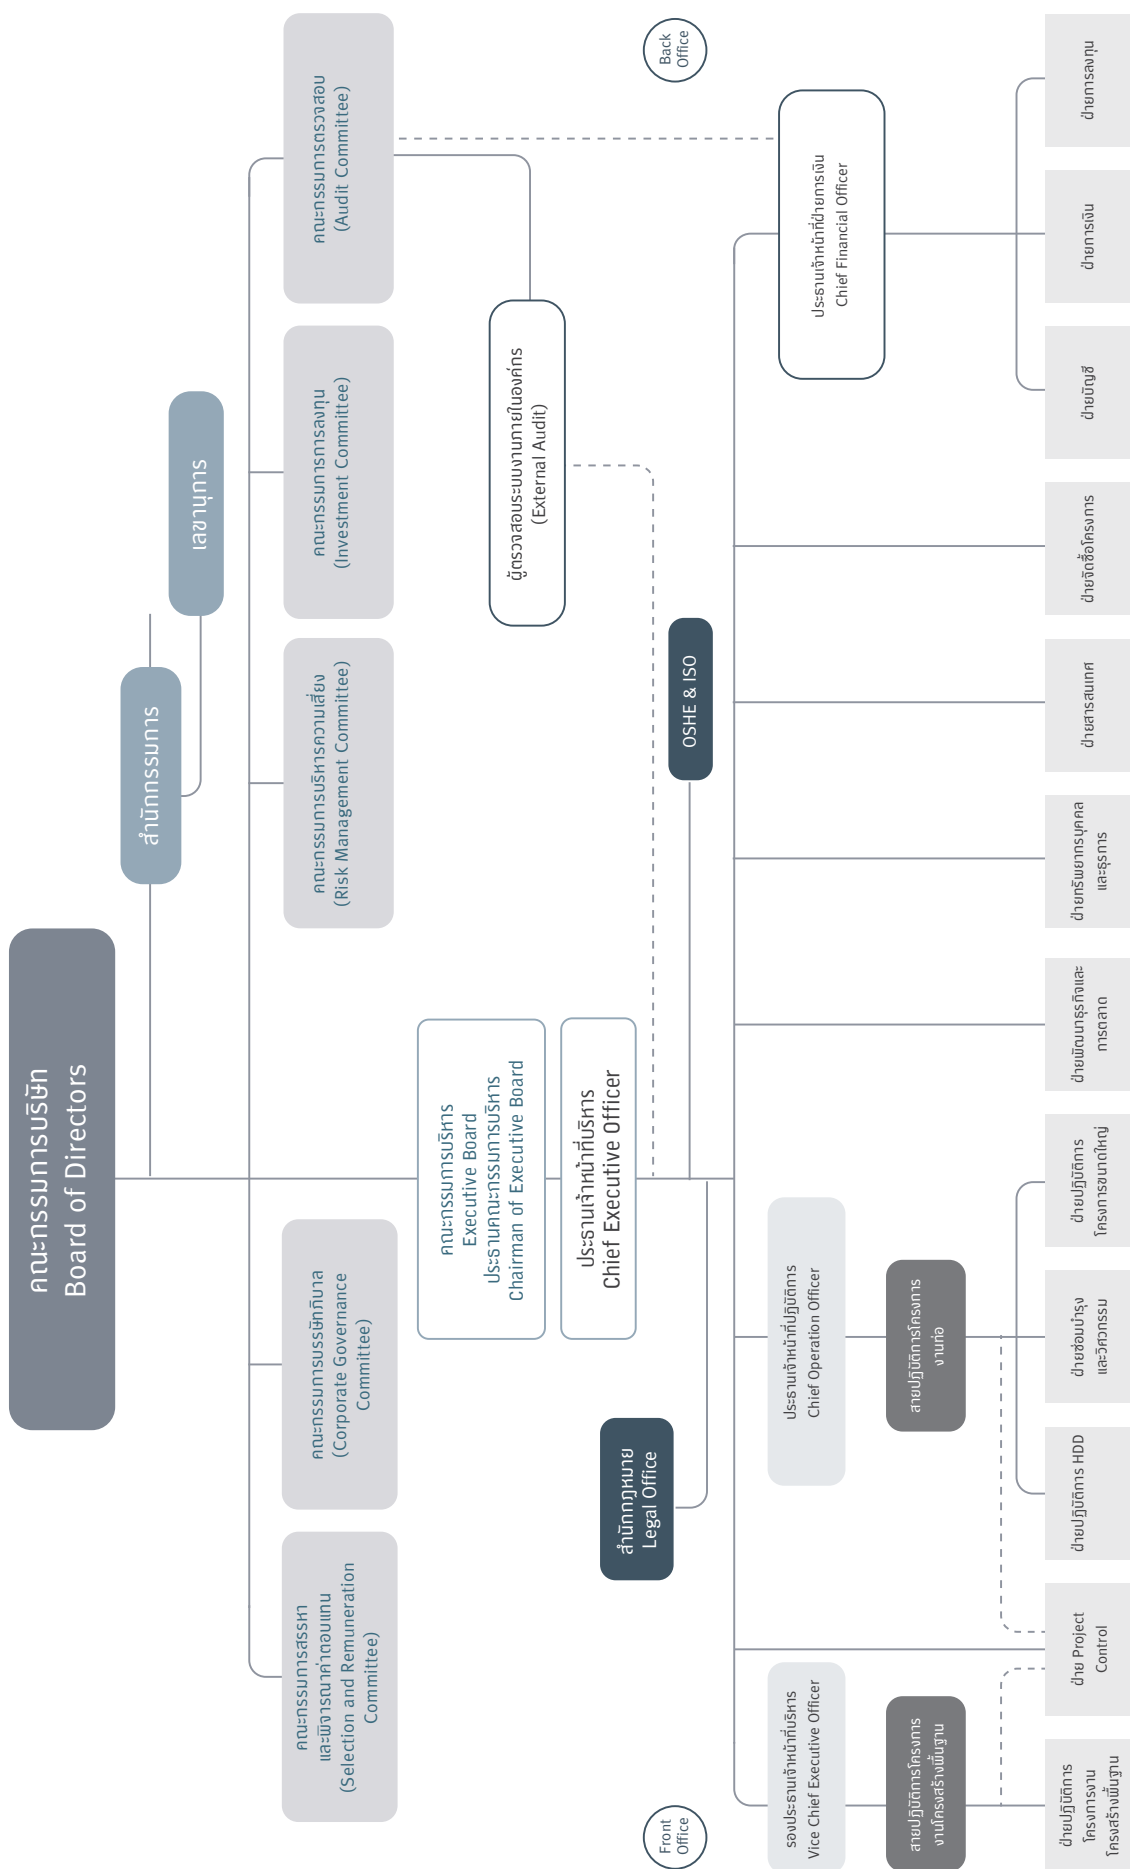 คณะกรรมการบริษัท
Board of Directors
สำนักกรรมการ
เลขานุการ
คณะกรรมการสรรหา
และพิจารณาค่าตอบแทน
(Selection and Remuneration
Committee)
คณะกรรมการบรรษัทภิบาล
(Corporate Governance
Committee)
คณะกรรมการบริหารความเสี่ยง
(Risk Management Committee)
คณะกรรมการการลงทุน
(Investment Committee)
คณะกรรมการตรวจสอบ
(Audit Committee)
คณะกรรมการบริหาร
Executive Board
ประธานคณะกรรมการบริหาร
Chairman of Executive Board
ผู้ตรวจสอบระบบงานภายในองค์กร
(External Audit)
ประธานเจ้าหน้าที่บริหาร
Chief Executive Officer
สำนักกฎหมาย
Legal Office
OSHE & ISO
Front
Office
Back
Office
รองประธานเจ้าหน้าที่บริหาร
Vice Chief Executive Officer
ประธานเจ้าหน้าที่ปฏิบัติการ
Chief Operation Officer
ประธานเจ้าหน้าที่ฝ่ายการเงิน
Chief Financial Officer
สายปฏิบัติการโครงการ
งานโครงสร้างพื้นฐาน
สายปฏิบัติการโครงการ
งานท่อ
ฝ่ายปฏิบัติการ
โครงการงาน
โครงสร้างพื้นฐาน
ฝ่าย Project
Control
ฝ่ายปฏิบัติการ HDD
ฝ่ายซ่อมบำรุง
และวิศวกรรม
ฝ่ายปฏิบัติการ
โครงการขนาดใหญ่
ฝ่ายพัฒนาธุรกิจและ
การตลาด
ฝ่ายทรัพยากรบุคคล
และธุรการ
ฝ่ายสารสนเทศ
ฝ่ายจัดซื้อโครงการ
ฝ่ายบัญชี
ฝ่ายการเงิน
ฝ่ายการลงทุน